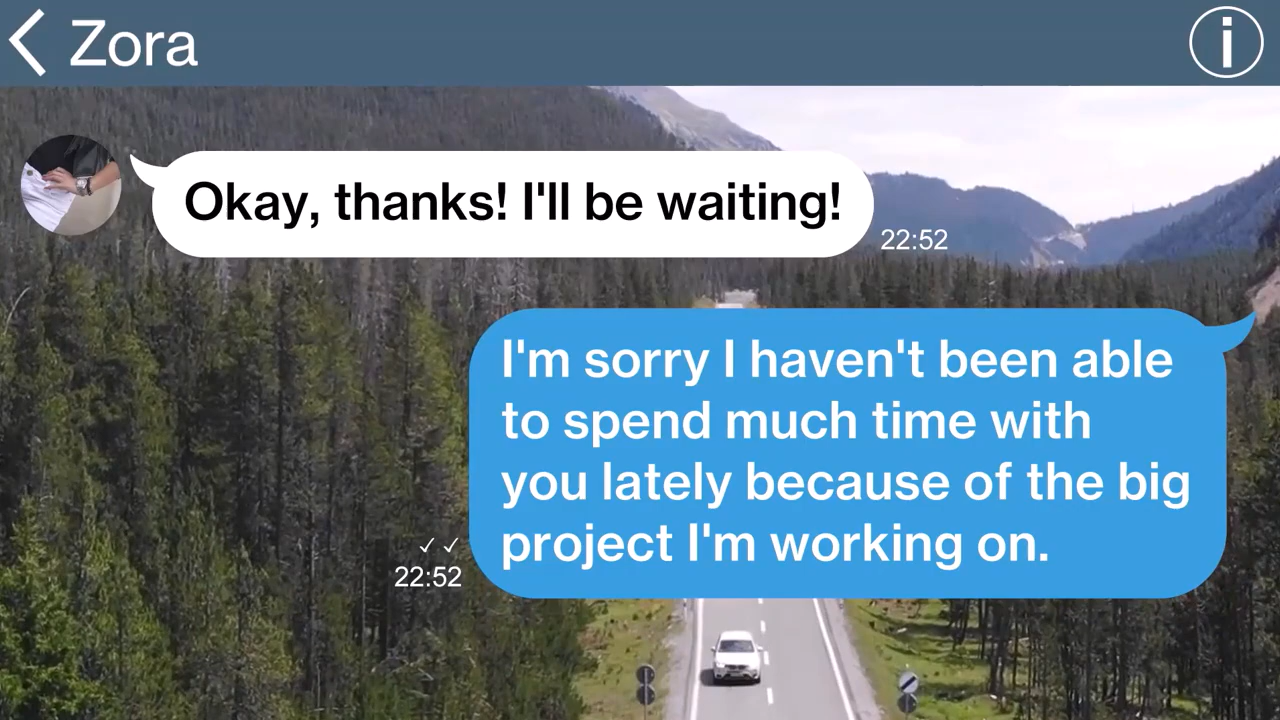 Zora
Okay, thanks! I'll be waiting!
22:52
I'm sorry I haven't been able
to spend much time with
you lately because of the big
project I'm working on.
22:52